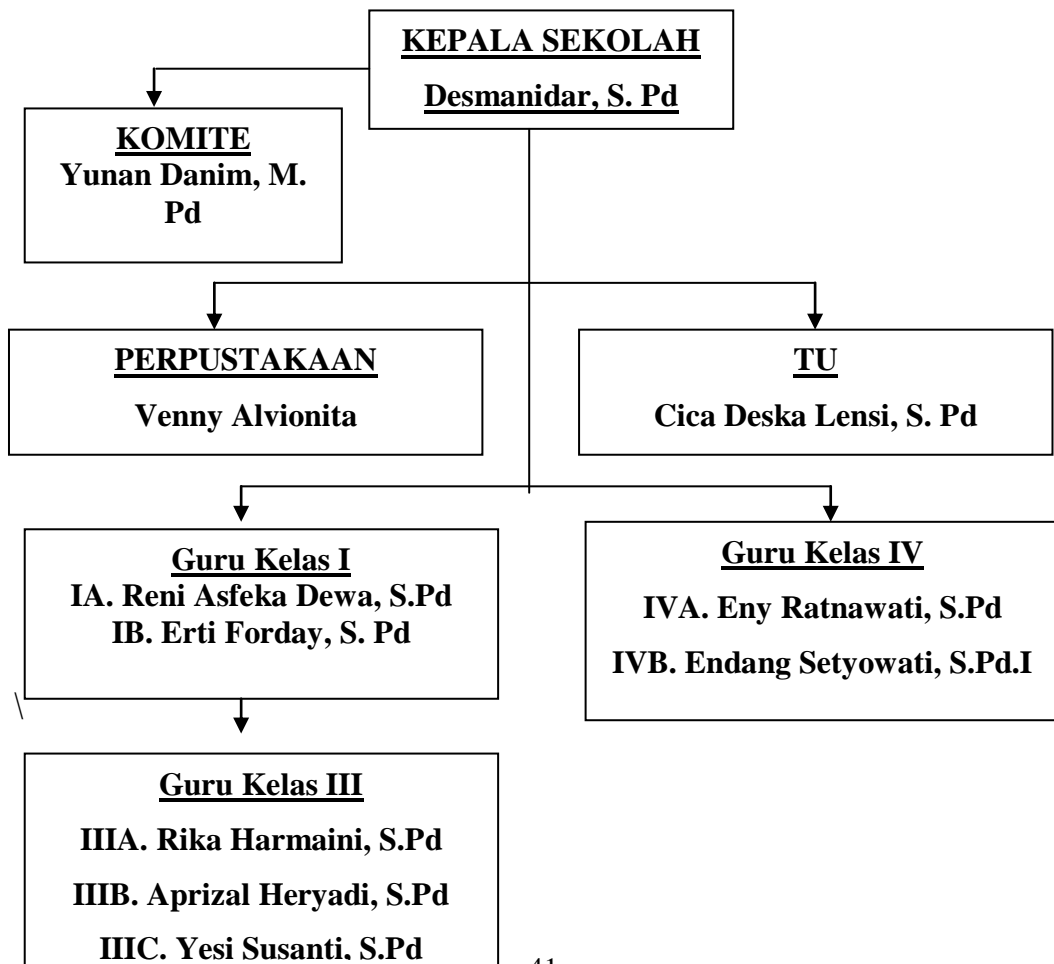 KEPALA SEKOLAH
Desmanidar, S. Pd
KOMITE
Yunan Danim, M.
Pd
PERPUSTAKAAN
Venny Alvionita
TU
Cica Deska Lensi, S. Pd
Guru Kelas I
IA. Reni Asfeka Dewa, S.Pd
IB. Erti Forday, S. Pd
Guru Kelas IV
IVA. Eny Ratnawati, S.Pd
IVB. Endang Setyowati, S.Pd.I
\
Guru Kelas III
IIIA. Rika Harmaini, S.Pd
IIIB. Aprizal Heryadi, S.Pd
IIIC. Yesi Susanti, S.Pd
41